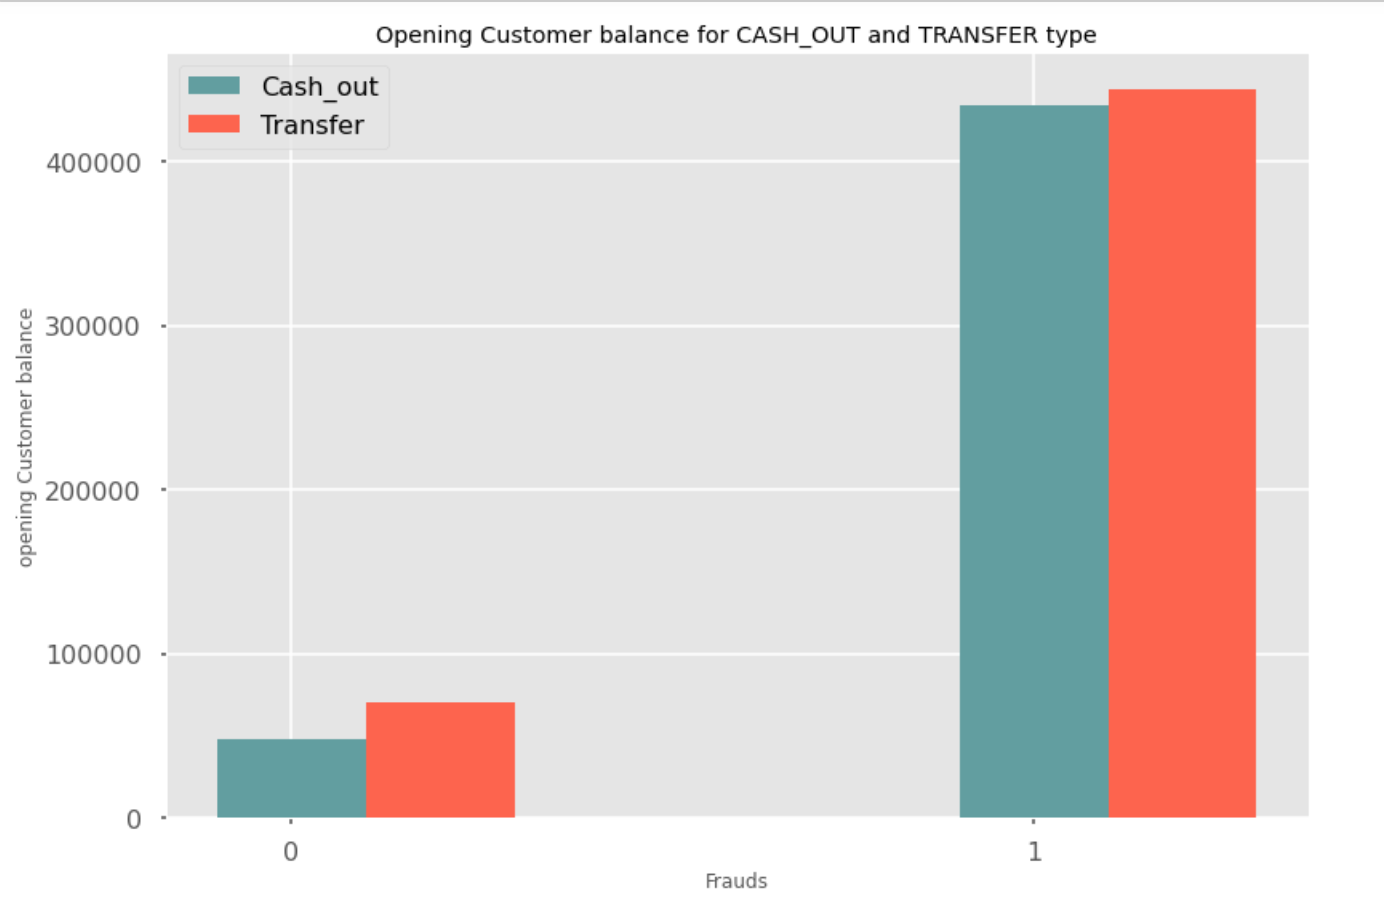 Opening Customer balance for CASH_OUT and TRANSFER type
Cash_out
Transfer
400000
300000
200000
100000
0
opening Customer balance
0
1
Frauds